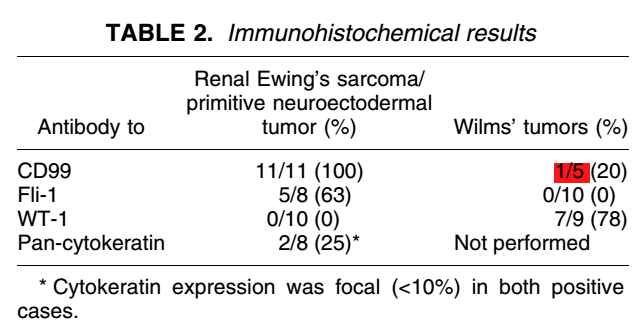 TABLE 2. Immunohistochemical results
Renal Ewing's sarcoma/
primitive neuroectodermal
Antibody to tumor (%) Wilms' tumors (%)
CD99 11/11 (100) 1/5 (20)
Fli-1 5/8 (63) 0/10 (0)
WT-1 0/10 (0) 7/9 (78)
Pan-cytokeratin 2/8 (25)* Not performed
* Cytokeratin expression was focal (<10%) in both positive
cases.